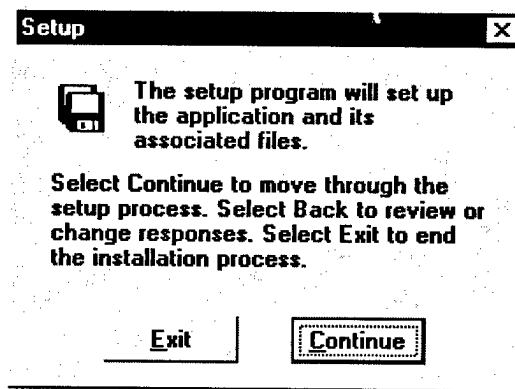 Setup
The setup program will set up
the application and its
associated files.
Select Continue to move through the
setup process. Select Back to review or
change responses. Select Exit to end
the installation process.
Exit
Continue